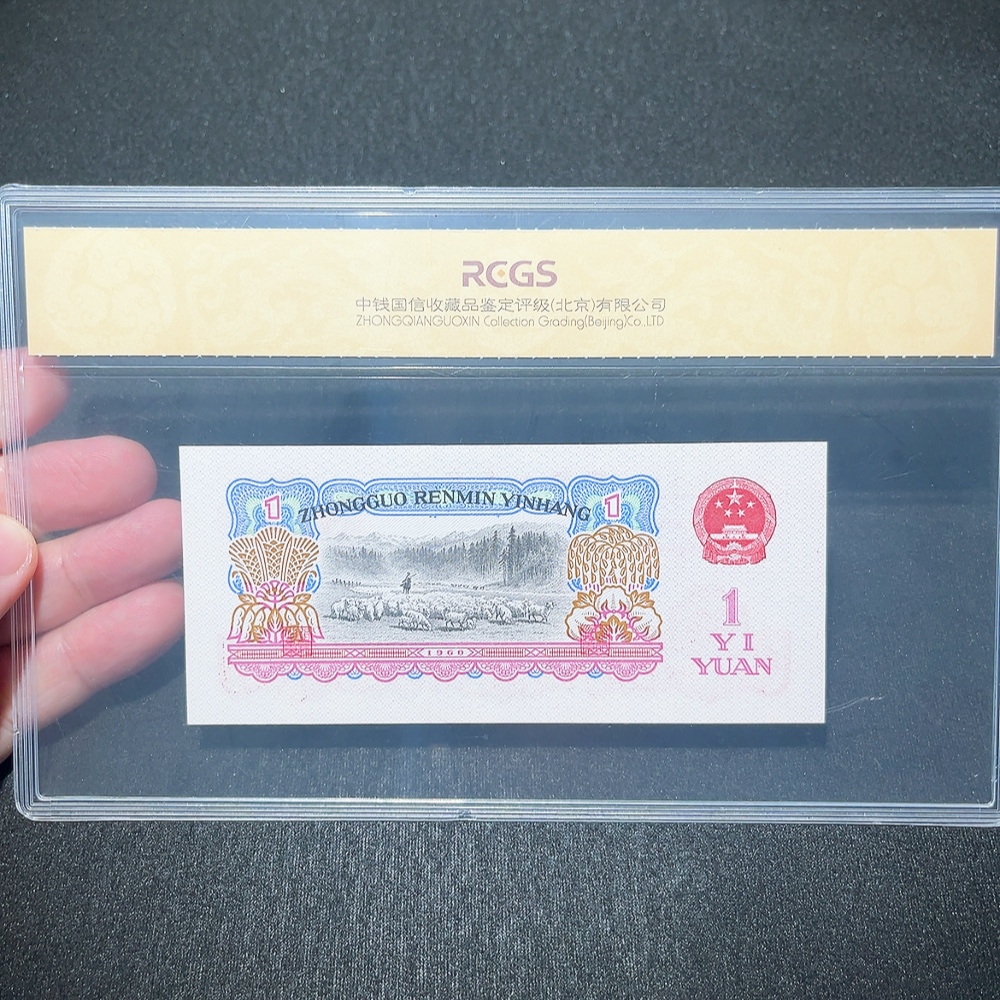 RCGS
中钱国信收藏品鉴定评级(北京)有限公司
ZHONGQIANGUOXIN Collection Grading(Beijing)Co.,LTD
1 ZHONGGUO RENMIN YINHANG 1
1960
1
YI
YUAN